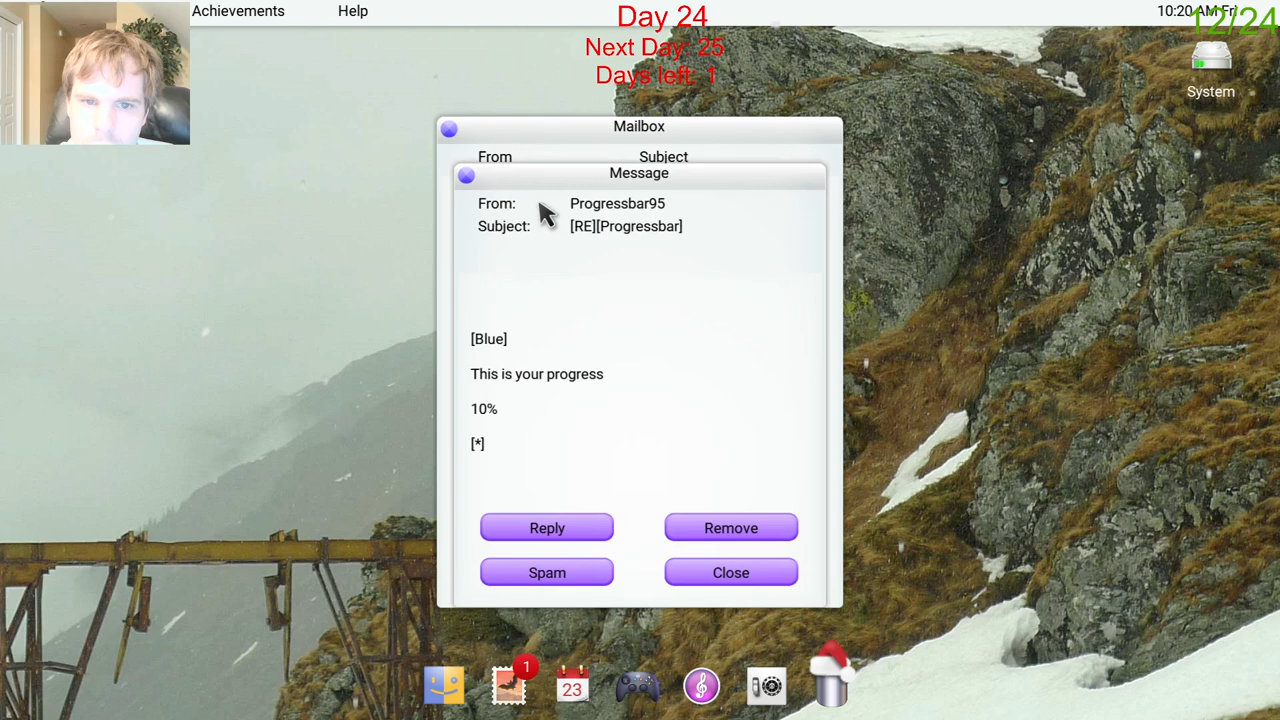 Achievements Help
10:20 AM Fri
12/24
Day 24
Next Day: 25
Days left: 1
System
Mailbox
From Subject
Message
From: Progressbar95
Subject: [RE][Progressbar]
[Blue]
This is your progress
10%
[*]
Reply Remove
Spam Close
1
23